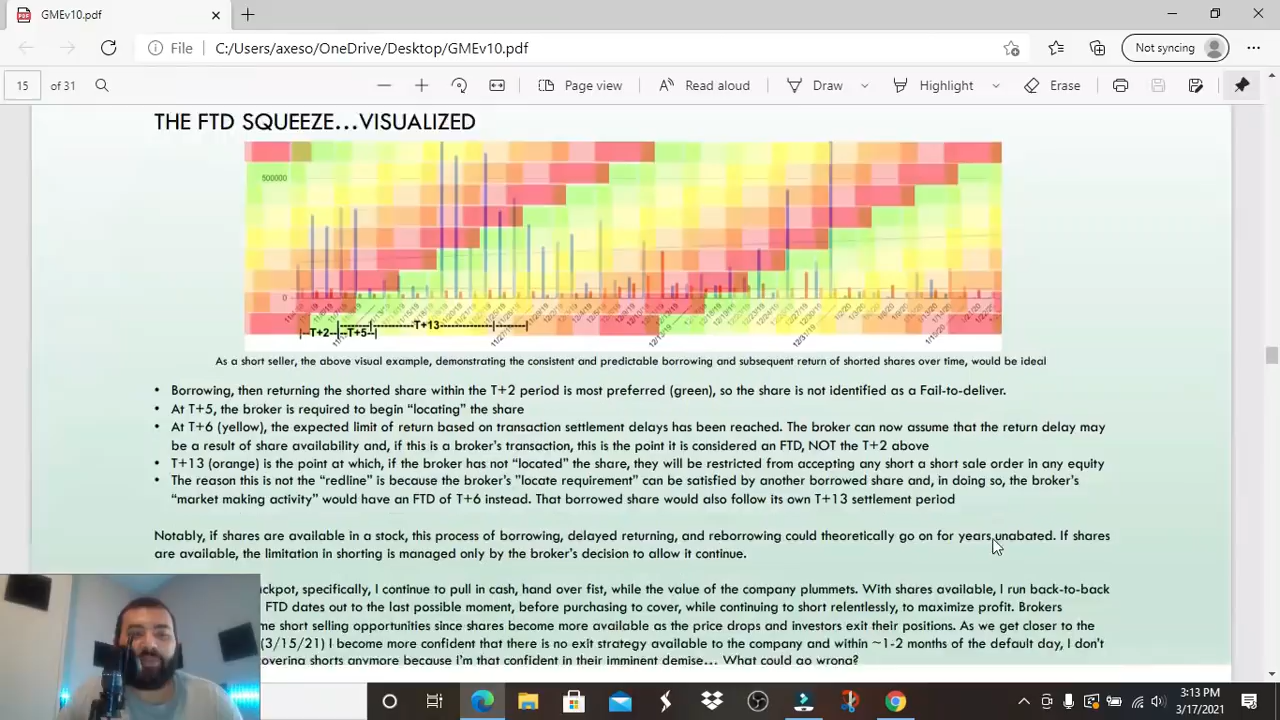 GMEv10.pdf
File
C:/Users/axeso/OneDrive/Desktop/GMEv10.pdf
Not syncing
15 of 31
Page view
Read aloud
Draw
Highlight
Erase
THE FTD SQUEEZE...VISUALIZED
500000
0
|--T+2--|--T+5--|-----------T+13---------------|--------|
As a short seller, the above visual example, demonstrating the consistent and predictable borrowing and subsequent return of shorted shares over time, would be ideal
• Borrowing, then returning the shorted share within the T+2 period is most preferred (green), so the share is not identified as a Fail-to-deliver.
• At T+5, the broker is required to begin “locating” the share
• At T+6 (yellow), the expected limit of return based on transaction settlement delays has been reached. The broker can now assume that the return delay may
be a result of share availability and, if this is a broker's transaction, this is the point it is considered an FTD, NOT the T+2 above
• T+13 (orange) is the point at which, if the broker has not “located” the share, they will be restricted from accepting any short a short sale order in any equity
• The reason this is not the “redline” is because the broker's "locate requirement” can be satisfied by another borrowed share and, in doing so, the broker's
“market making activity” would have an FTD of T+6 instead. That borrowed share would also follow its own T+13 settlement period
Notably, if shares are available in a stock, this process of borrowing, delayed returning, and reborrowing could theoretically go on for years unabated. If shares
are available, the limitation in shorting is managed only by the broker's decision to allow it continue.
ckpot, specifically, I continue to pull in cash, hand over fist, while the value of the company plummets. With shares available, I run back-to-back
FTD dates out to the last possible moment, before purchasing to cover, while continuing to short relentlessly, to maximize profit. Brokers
me short selling opportunities since shares become more available as the price drops and investors exit their positions. As we get closer to the
(3/15/21) I become more confident that there is no exit strategy available to the company and within ~1-2 months of the default day, I don't
overing shorts anymore because I'm that confident in their imminent demise... What could go wrong?
3:13 PM
3/17/2021